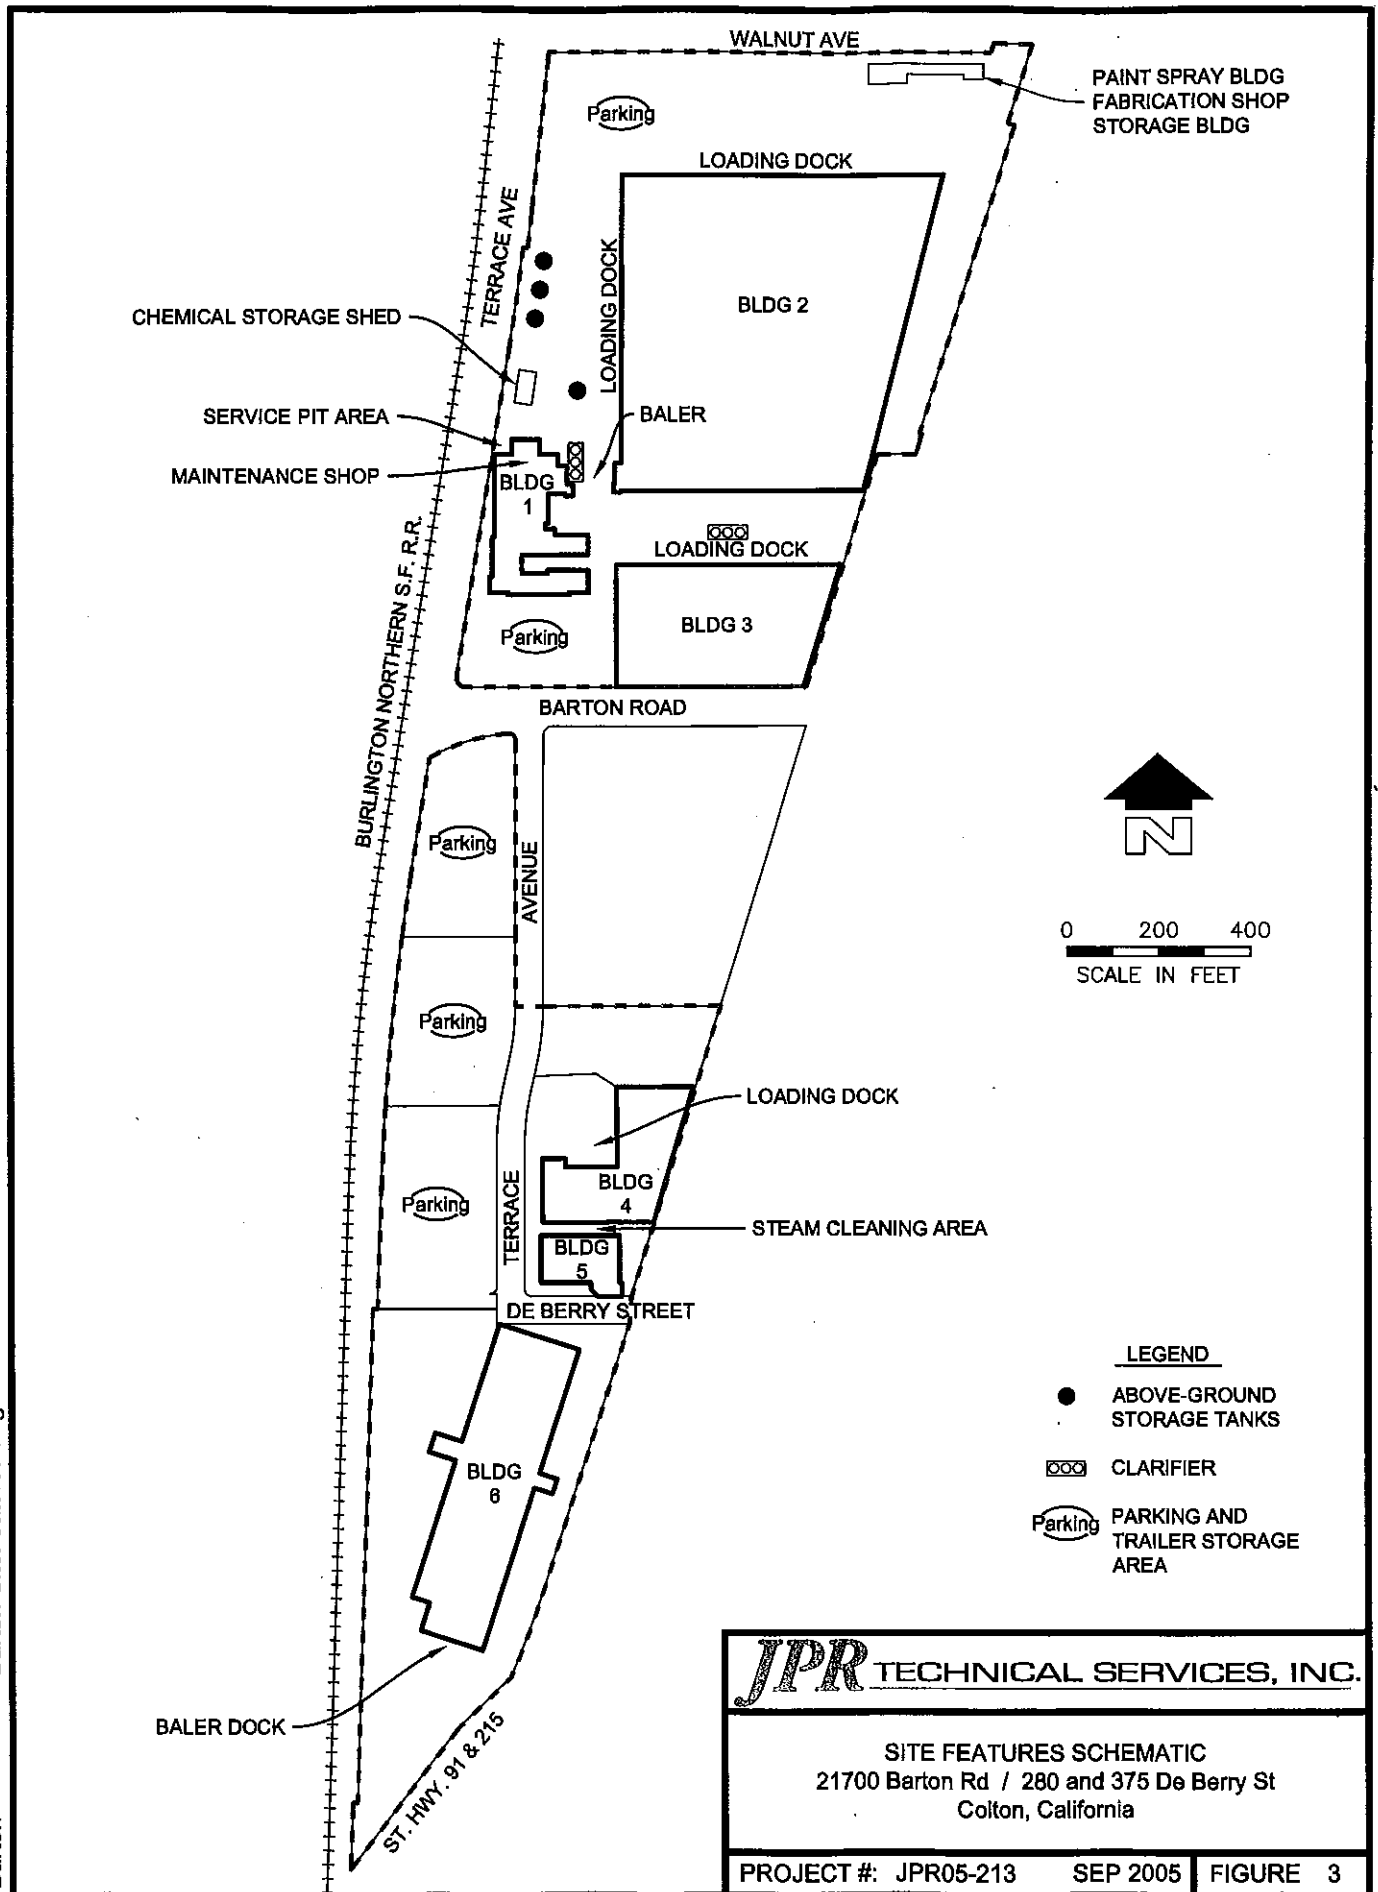 WALNUT AVE
PAINT SPRAY BLDG
FABRICATION SHOP
STORAGE BLDG
Parking
LOADING DOCK
TERRACE AVE
LOADING DOCK
BLDG 2
CHEMICAL STORAGE SHED
SERVICE PIT AREA
BALER
MAINTENANCE SHOP
BLDG
1
LOADING DOCK
BURLINGTON NORTHERN S.F. R.R.
Parking
BLDG 3
BARTON ROAD
Parking
AVENUE
N
0 200 400
SCALE IN FEET
Parking
LOADING DOCK
Parking
TERRACE
BLDG
4
STEAM CLEANING AREA
BLDG
5
DE BERRY STREET
LEGEND
ABOVE-GROUND
STORAGE TANKS
CLARIFIER
Parking
PARKING AND
TRAILER STORAGE
AREA
BLDG
6
BALER DOCK
ST. HWY. 91 & 215
JPR TECHNICAL SERVICES, INC.
SITE FEATURES SCHEMATIC
21700 Barton Rd / 280 and 375 De Berry St
Colton, California
PROJECT #: JPR05-213 SEP 2005 FIGURE 3